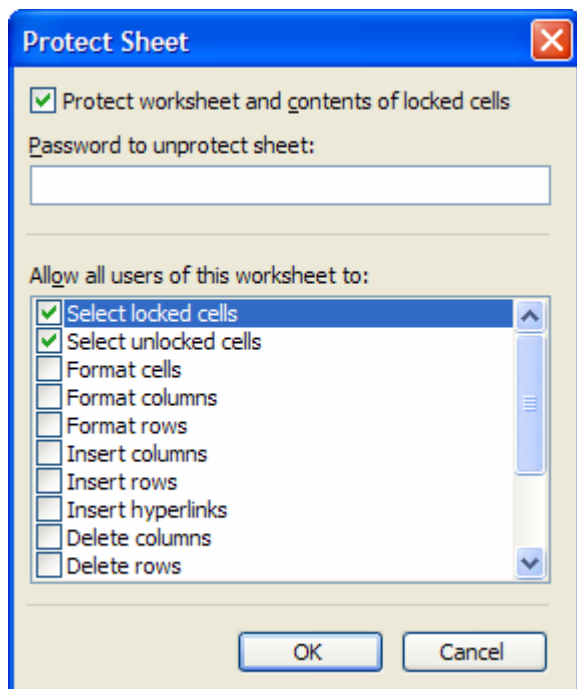 Protect Sheet
Protect worksheet and contents of locked cells
Password to unprotect sheet:
Allow all users of this worksheet to:
Select locked cells
Select unlocked cells
Format cells
Format columns
Format rows
Insert columns
Insert rows
Insert hyperlinks
Delete columns
Delete rows
OK
Cancel